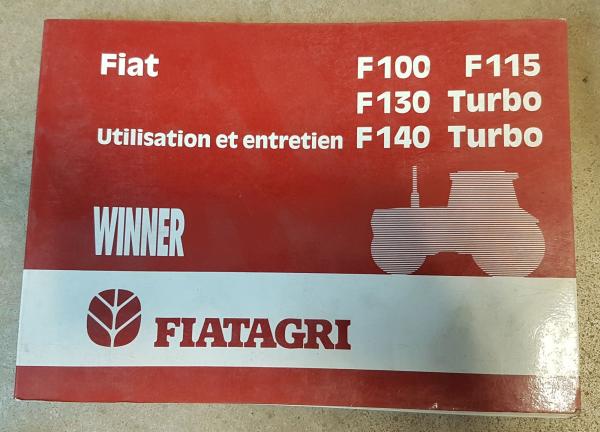 Fiat F100 F115
F130 Turbo
Utilisation et entretien F140 Turbo
WINNER
FIATAGRI